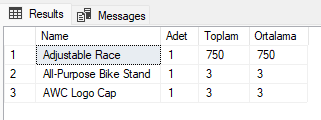 Results Messages
Name Adet Toplam Ortalama
1 Adjustable Race 1 750 750
2 All-Purpose Bike Stand 1 3 3
3 AWC Logo Cap 1 3 3